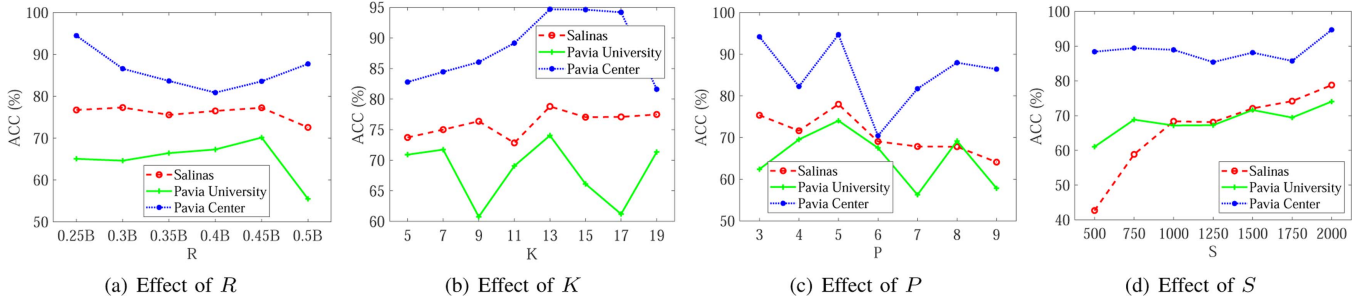 100
90
80
70
60
50
ACC (%)
0.25B 0.3B 0.35B 0.4B 0.45B 0.5B
R
Salinas
Pavia University
Pavia Center
(a) Effect of R
95
90
85
80
75
70
65
60
ACC (%)
5 7 9 11 13 15 17 19
K
Salinas
Pavia University
Pavia Center
(b) Effect of K
100
90
80
70
60
50
ACC (%)
3 4 5 6 7 8 9
P
Salinas
Pavia University
Pavia Center
(c) Effect of P
100
90
80
70
60
50
40
ACC (%)
500 750 1000 1250 1500 1750 2000
S
Salinas
Pavia University
Pavia Center
(d) Effect of S